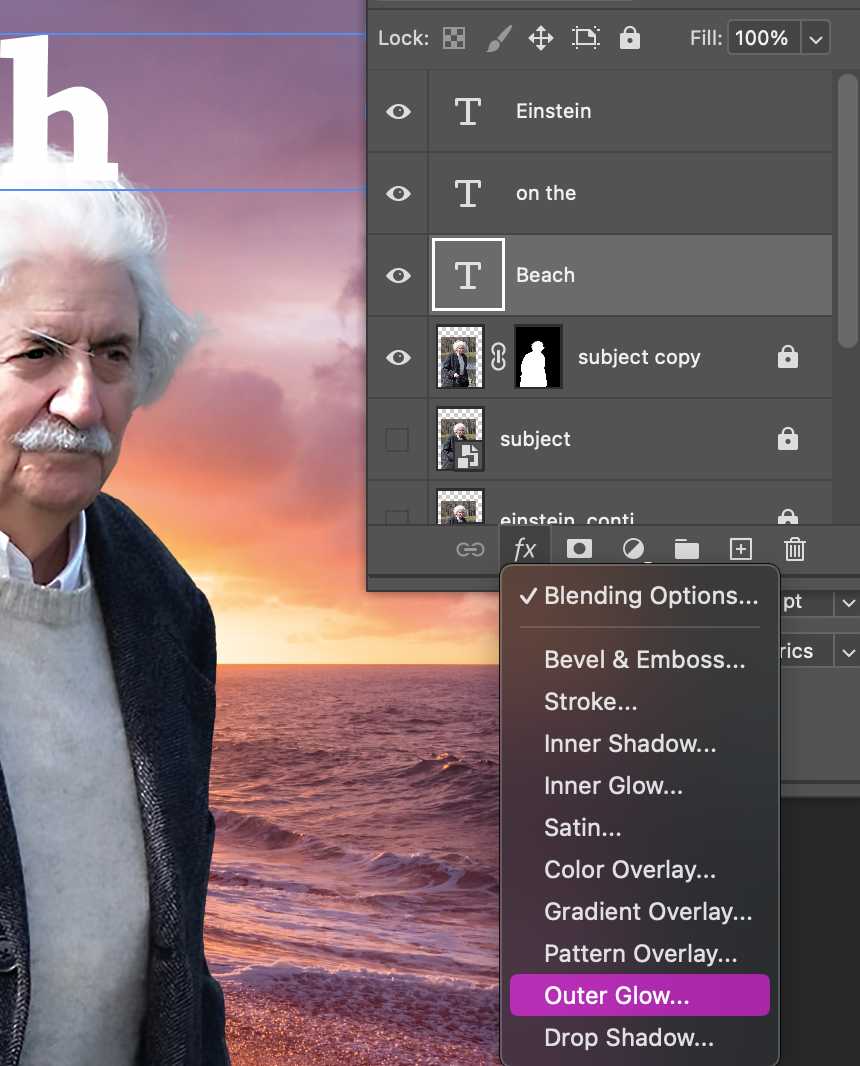 h
Lock:
Fill: 100%
T Einstein
T on the
T Beach
subject copy
subject
einstein_conti
fx
✓ Blending Options...
pt
rics
Bevel & Emboss...
Stroke...
Inner Shadow...
Inner Glow...
Satin...
Color Overlay...
Gradient Overlay...
Pattern Overlay...
Outer Glow...
Drop Shadow...